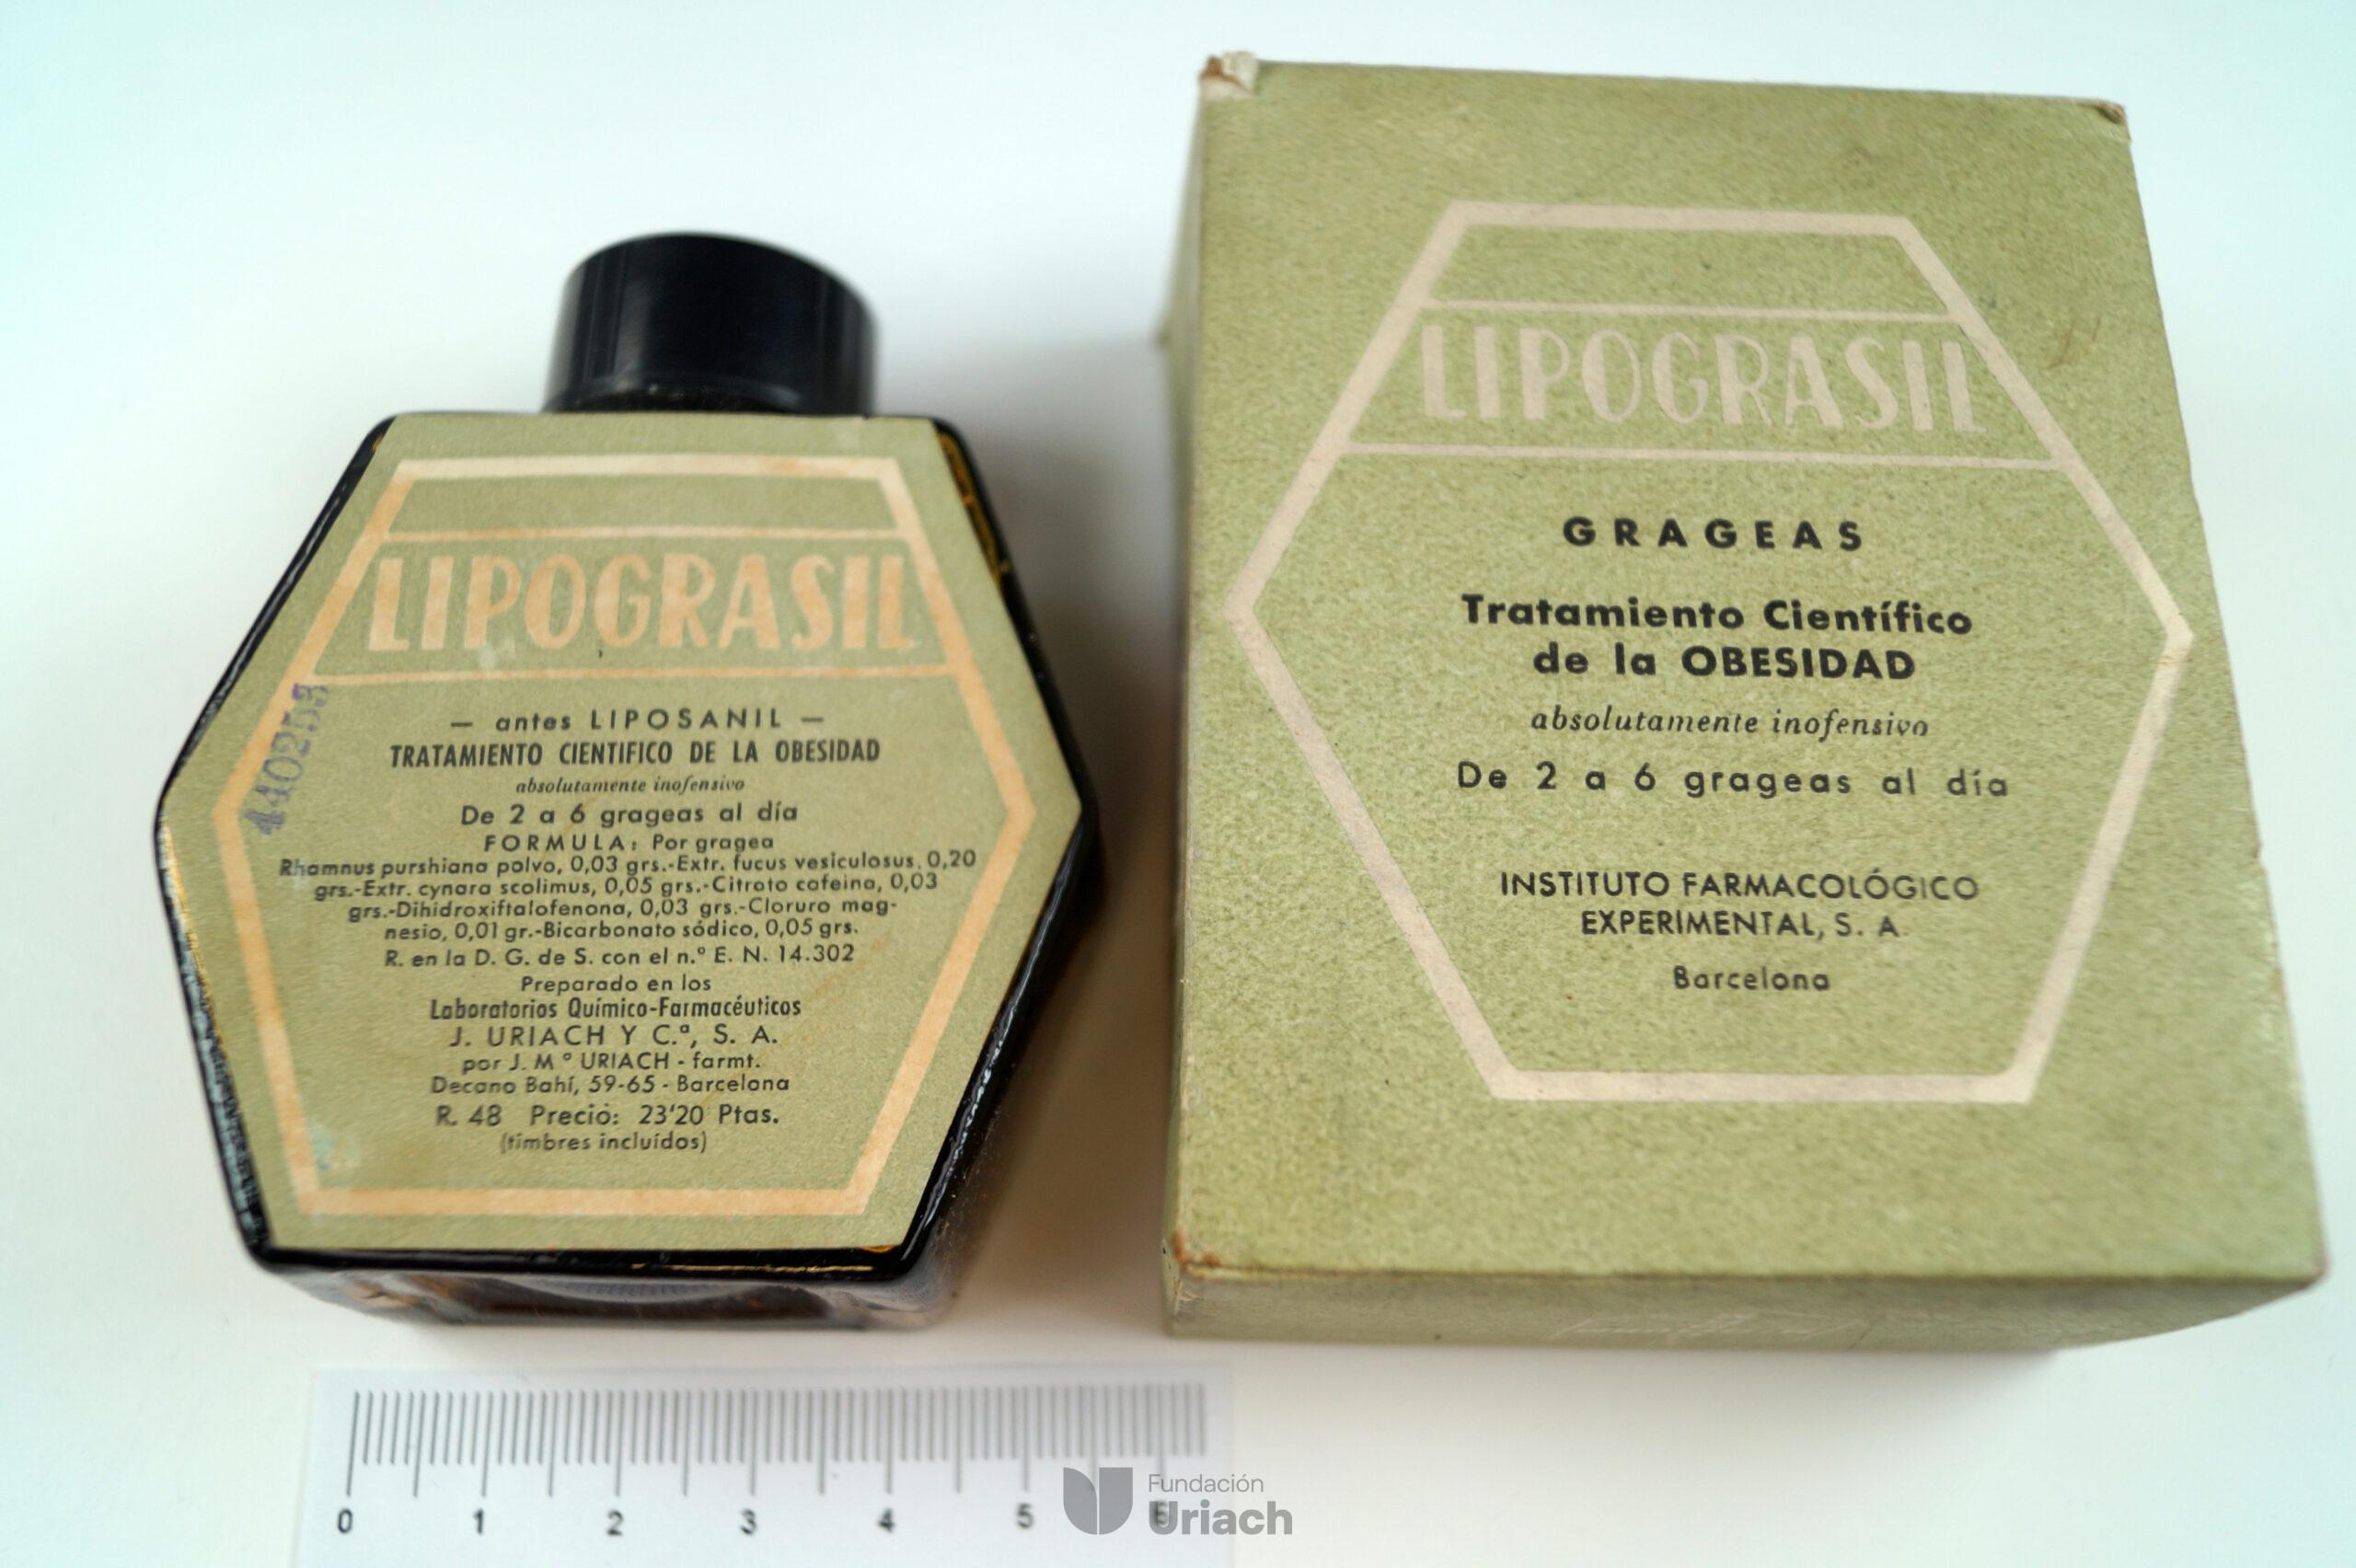 LIPOGRASIL
— antes LIPOSANIL —
TRATAMIENTO CIENTIFICO DE LA OBESIDAD
absolutamente inofensivo
De 2 a 6 grageas al día
FORMULA: Por gragea
Rhamnus purshiana polvo, 0,03 grs.-Extr. fucus vesiculosus, 0,20
grs.-Extr. cynara scolimus, 0,05 grs.-Citrato cafeina, 0,03
grs.-Dihidroxiftalofenona, 0,03 grs.-Cloruro mag-
nesio, 0,01 gr.-Bicarbonato sódico, 0,05 grs.
R. en la D. G. de S. con el n.º E. N. 14.302
Preparado en los
Laboratorios Químico-Farmacéuticos
J. URIACH Y C.ª, S. A.
por J. M.ª URIACH - farmt.
Decano Bahí, 59-65 - Barcelona
R. 48 Precio: 23'20 Ptas.
(timbres incluídos)
LIPOGRASIL
GRAGEAS
Tratamiento Científico
de la OBESIDAD
absolutamente inofensivo
De 2 a 6 grageas al día
INSTITUTO FARMACOLÓGICO
EXPERIMENTAL, S. A.
Barcelona
0 1 2 3 4 5 6
Fundación
Uriach